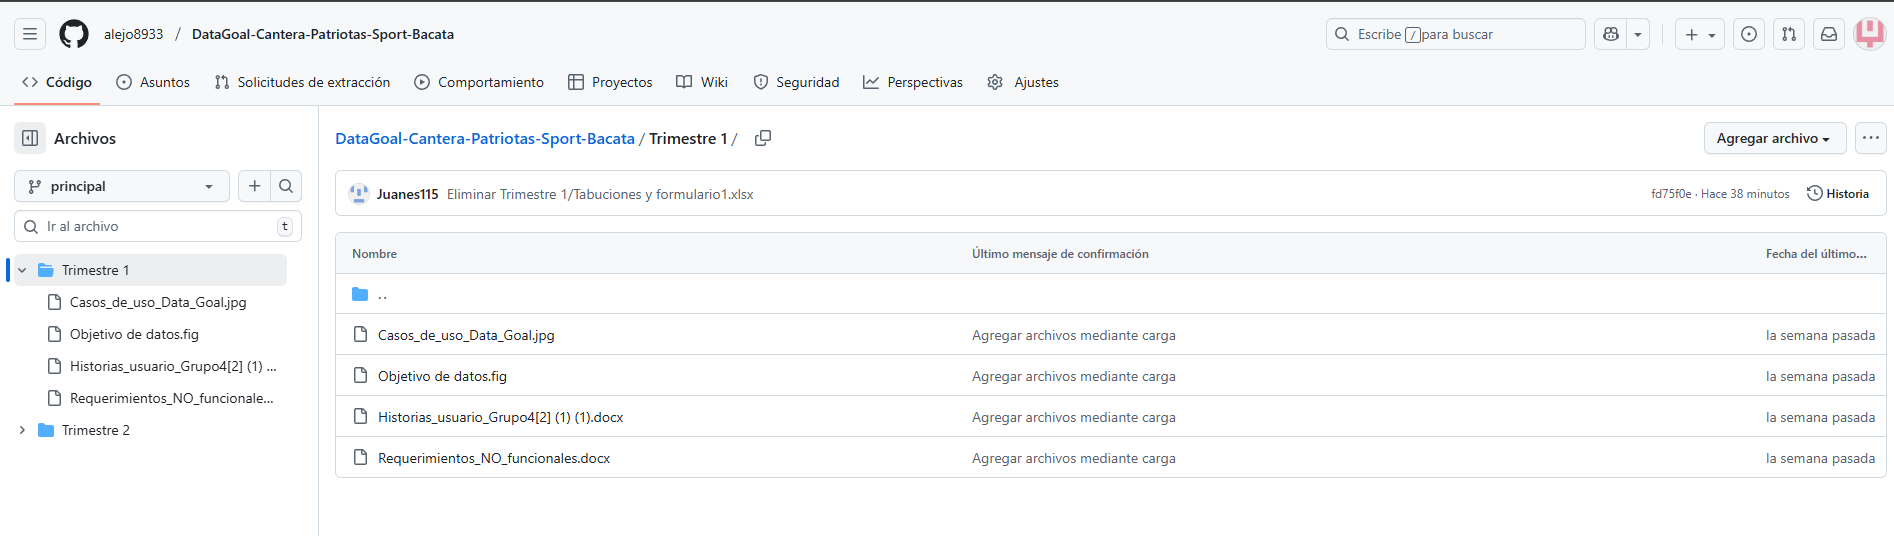 alejo8933 / DataGoal-Cantera-Patriotas-Sport-Bacata
Escribe / para buscar
Código
Asuntos
Solicitudes de extracción
Comportamiento
Proyectos
Wiki
Seguridad
Perspectivas
Ajustes
Archivos
principal
Ir al archivo
t
Trimestre 1
Casos_de_uso_Data_Goal.jpg
Objetivo de datos.fig
Historias_usuario_Grupo4[2] (1) ...
Requerimientos_NO_funcionale...
Trimestre 2
DataGoal-Cantera-Patriotas-Sport-Bacata / Trimestre 1 /
Agregar archivo
Juanes115 Eliminar Trimestre 1/Tabuciones y formulario1.xlsx
fd75f0e · Hace 38 minutos
Historia
Nombre Último mensaje de confirmación Fecha del último...
..
Casos_de_uso_Data_Goal.jpg Agregar archivos mediante carga la semana pasada
Objetivo de datos.fig Agregar archivos mediante carga la semana pasada
Historias_usuario_Grupo4[2] (1) (1).docx Agregar archivos mediante carga la semana pasada
Requerimientos_NO_funcionales.docx Agregar archivos mediante carga la semana pasada